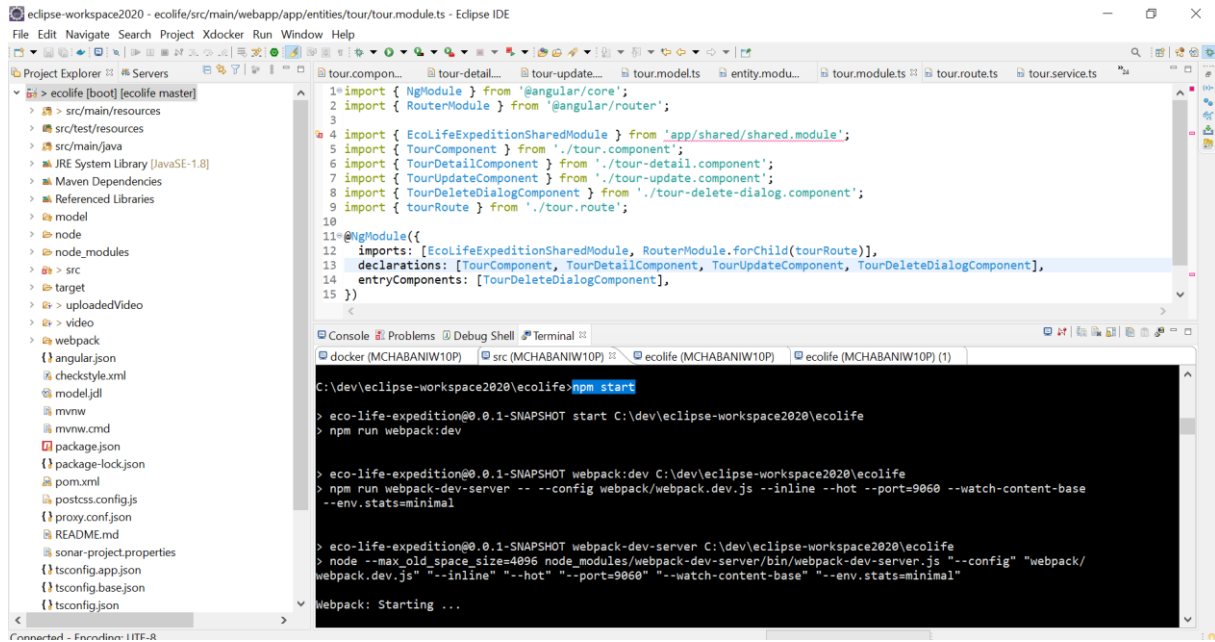 eclipse-workspace2020 - ecolife/src/main/webapp/app/entities/tour/tour.module.ts - Eclipse IDE
File Edit Navigate Search Project Xdocker Run Window Help
Project Explorer Servers
tour.compon... tour-detail.... tour-update.... tour.model.ts entity.modu... tour.module.ts tour.route.ts tour.service.ts »24
> ecolife [boot] [ecolife master]
> src/main/resources
src/test/resources
> src/main/java
JRE System Library [JavaSE-1.8]
Maven Dependencies
Referenced Libraries
model
node
node_modules
> src
target
> uploadedVideo
> video
webpack
angular.json
checkstyle.xml
model.jdl
mvnw
mvnw.cmd
package.json
package-lock.json
pom.xml
postcss.config.js
proxy.conf.json
README.md
sonar-project.properties
tsconfig.app.json
tsconfig.base.json
tsconfig.json
1 import { NgModule } from '@angular/core';
2 import { RouterModule } from '@angular/router';
3
4 import { EcoLifeExpeditionSharedModule } from 'app/shared/shared.module';
5 import { TourComponent } from './tour.component';
6 import { TourDetailComponent } from './tour-detail.component';
7 import { TourUpdateComponent } from './tour-update.component';
8 import { TourDeleteDialogComponent } from './tour-delete-dialog.component';
9 import { tourRoute } from './tour.route';
10
11 @NgModule({
12 imports: [EcoLifeExpeditionSharedModule, RouterModule.forChild(tourRoute)],
13 declarations: [TourComponent, TourDetailComponent, TourUpdateComponent, TourDeleteDialogComponent],
14 entryComponents: [TourDeleteDialogComponent],
15 })
Console Problems Debug Shell Terminal
docker (MCHABANIW10P) src (MCHABANIW10P) ecolife (MCHABANIW10P) ecolife (MCHABANIW10P) (1)
C:\dev\eclipse-workspace2020\ecolife>npm start
> eco-life-expedition@0.0.1-SNAPSHOT start C:\dev\eclipse-workspace2020\ecolife
> npm run webpack:dev
> eco-life-expedition@0.0.1-SNAPSHOT webpack:dev C:\dev\eclipse-workspace2020\ecolife
> npm run webpack-dev-server -- --config webpack/webpack.dev.js --inline --hot --port=9060 --watch-content-base
--env.stats=minimal
> eco-life-expedition@0.0.1-SNAPSHOT webpack-dev-server C:\dev\eclipse-workspace2020\ecolife
> node --max_old_space_size=4096 node_modules/webpack-dev-server/bin/webpack-dev-server.js "--config" "webpack/
webpack.dev.js" "--inline" "--hot" "--port=9060" "--watch-content-base" "--env.stats=minimal"
Webpack: Starting ...
Connected - Encoding: UTF-8